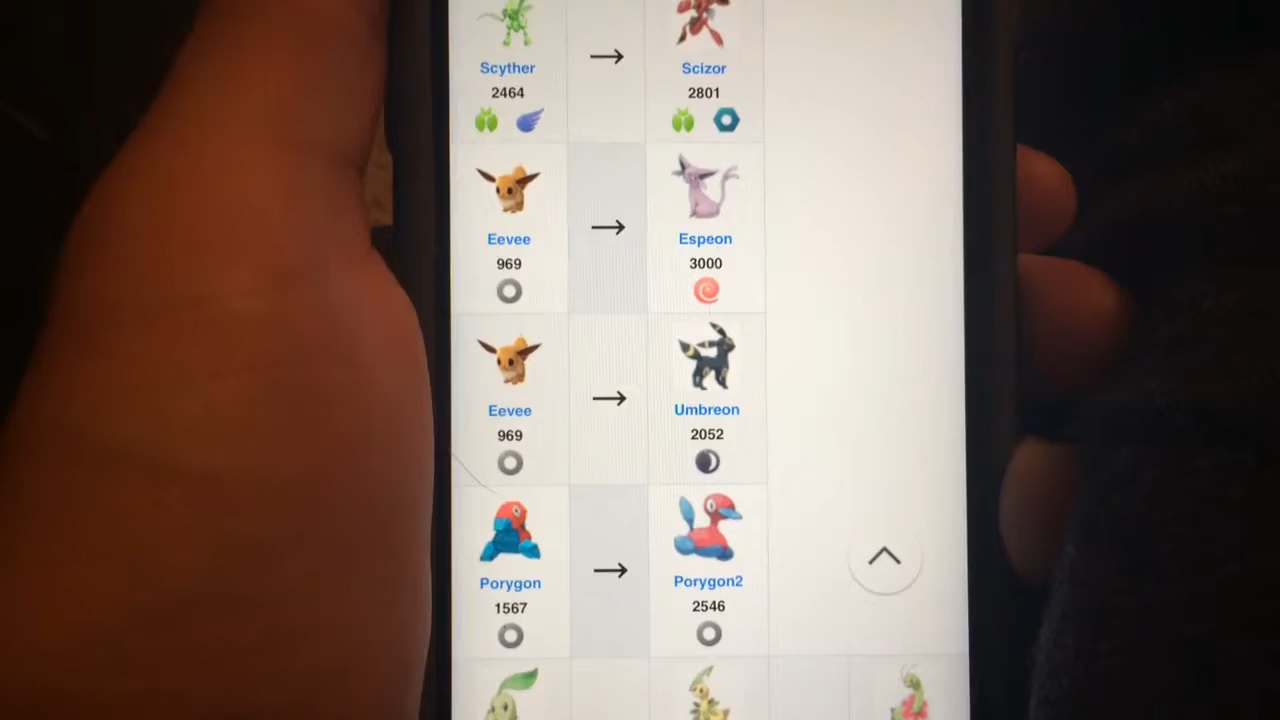 Scyther → Scizor
2464 2801
Eevee → Espeon
969 3000
Eevee → Umbreon
969 2052
Porygon → Porygon2
1567 2546